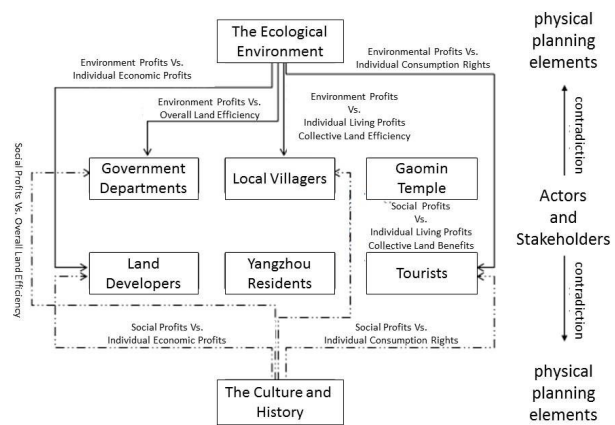 The Ecological
Environment
physical
planning
elements
Environment Profits Vs.
Individual Economic Profits
Environmental Profits Vs.
Individual Consumption Rights
Environment Profits Vs.
Overall Land Efficiency
Environment Profits
Vs.
Individual Living Profits
Collective Land Efficiency
contradiction
Social Profits Vs. Overall Land
Efficiency
Government
Departments
Local Villagers
Gaomin
Temple
Actors
and
Stakeholders
Social Profits
Vs.
Individual Living Profits
Collective Land Benefits
Land
Developers
Yangzhou
Residents
Tourists
contradiction
Social Profits Vs.
Individual Economic Profits
Social Profits Vs.
Individual Consumption Rights
The Culture and
History
physical
planning
elements